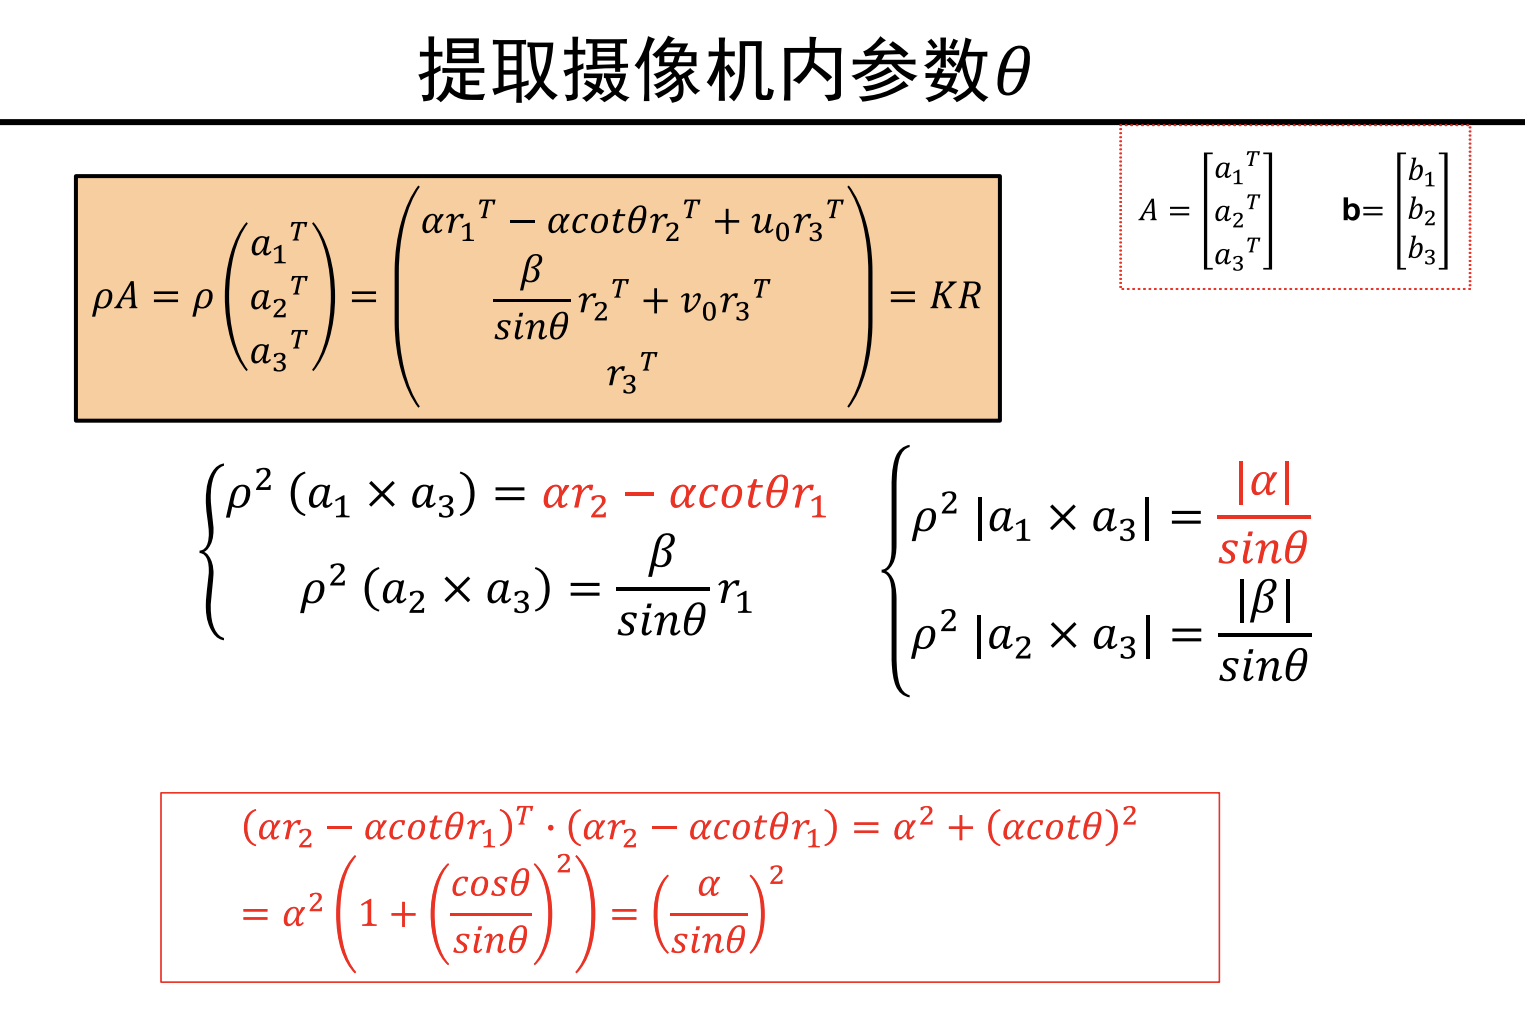 提取摄像机内参数θ
A = [a₁ᵀ a₂ᵀ a₃ᵀ] b= [b₁ b₂ b₃]
ρA = ρ(a₁ᵀ a₂ᵀ a₃ᵀ) = (αr₁ᵀ − αcotθr₂ᵀ + u₀r₃ᵀ
β/sinθ r₂ᵀ + v₀r₃ᵀ
r₃ᵀ) = KR
{ρ² (a₁ × a₃) = αr₂ − αcotθr₁
ρ² (a₂ × a₃) = β/sinθ r₁
{ρ² |a₁ × a₃| = |α|/sinθ
ρ² |a₂ × a₃| = |β|/sinθ
(αr₂ − αcotθr₁)ᵀ · (αr₂ − αcotθr₁) = α² + (αcotθ)²
= α² (1 + (cosθ/sinθ)²) = (α/sinθ)²